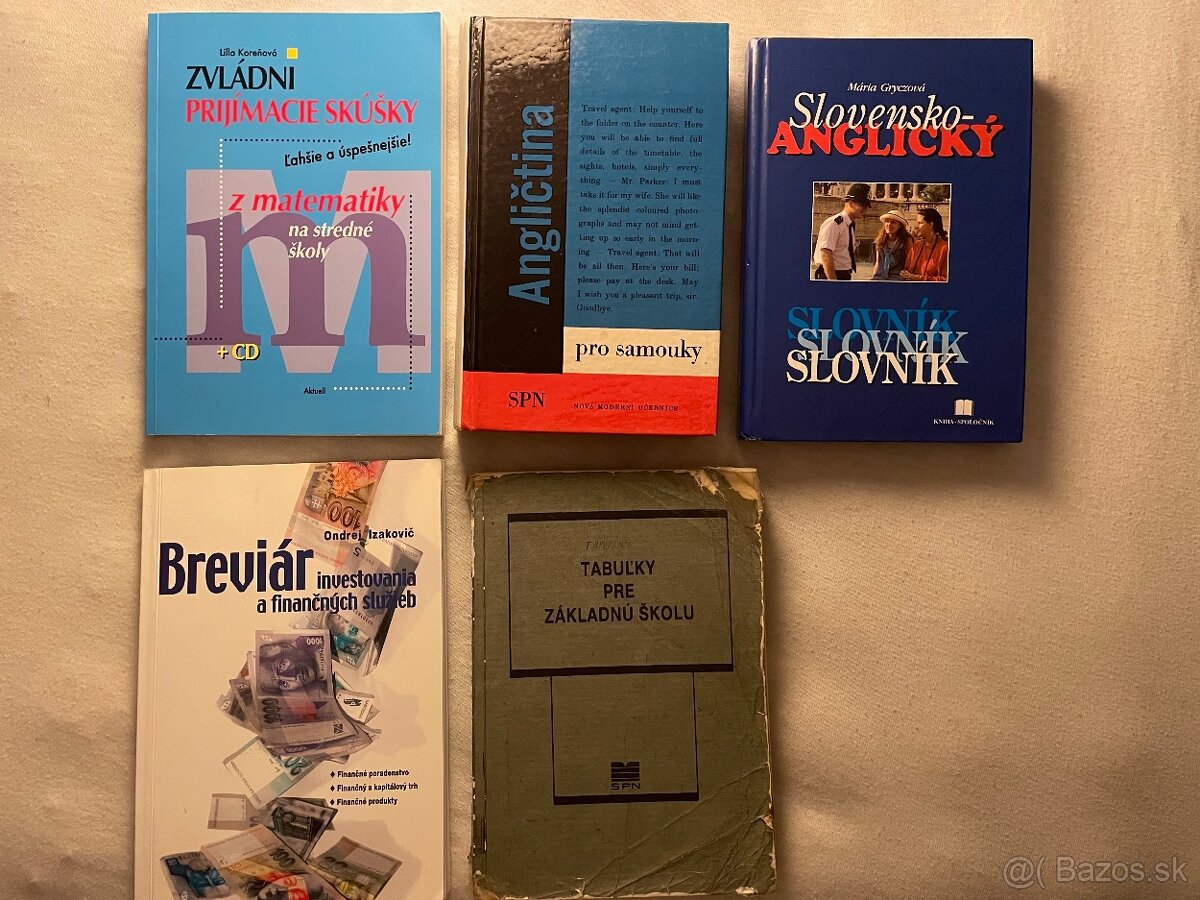 Lilla Koreňová
ZVLÁDNI
PRIJÍMACIE SKÚŠKY
Ľahšie a úspešnejšie!
z matematiky
na stredné
školy
+ CD
Aktuell
Angličtina
Travel agent: Help yourself to
the folder on the counter. Here
you will be able to find full
details of the timetable, the
sights, hotels, simply every-
thing. — Mr. Parker: I must
take it for my wife. She will like
the splendid coloured photo-
graphs and may not mind get-
ting up so early in the morn-
ing. — Travel agent: That will
be all then. Here's your bill;
please pay at the desk. May
I wish you a pleasant trip, sir.
Goodbye.
pro samouky
SPN
NOVÁ MODERNÍ UČEBNICE
Mária Gryczová
Slovensko-
ANGLICKÝ
SLOVNÍK
SLOVNÍK
SLOVNÍK
KNIHA-SPOLOČNÍK
Ondrej Izakovič
Breviár
investovania
a finančných služieb
♦ Finančné poradenstvo
♦ Finančný a kapitálový trh
♦ Finančné produkty
TABUĽKY
PRE
ZÁKLADNÚ ŠKOLU
SPN
@( Bazos.sk